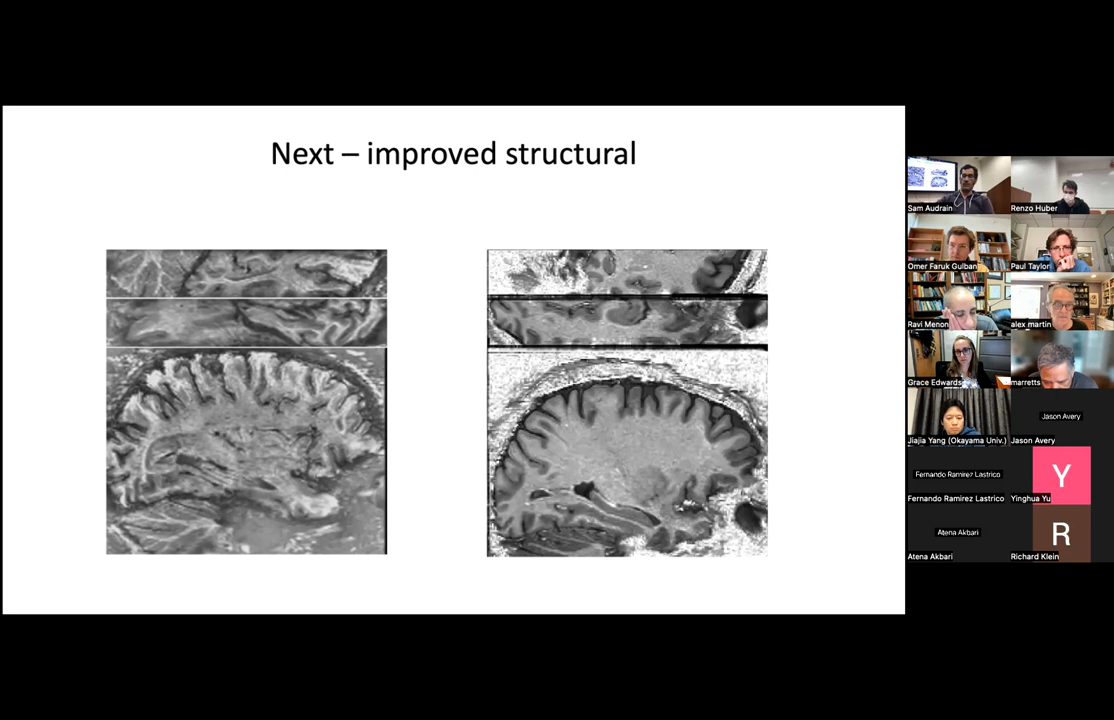 Next – improved structural
Sam Audrain
Renzo Huber
Omer Faruk Gulban
Paul Taylor
Ravi Menon
alex martin
Grace Edwards
marretts
Jiajia Yang (Okayama Univ.)
Jason Avery
Jason Avery
Fernando Ramirez Lastrico
Fernando Ramirez Lastrico
Y
Yinghua Yu
Atena Akbari
Atena Akbari
R
Richard Klein